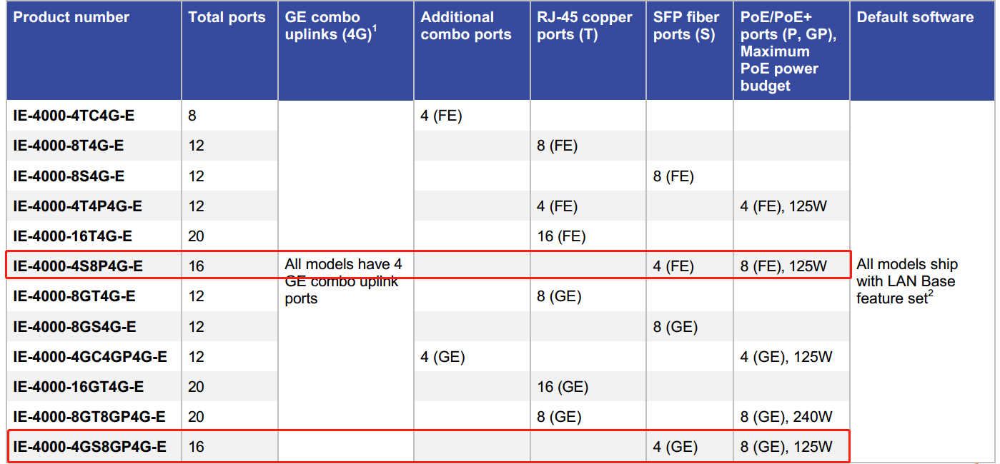 Product number Total ports GE combo uplinks (4G)1 Additional combo ports RJ-45 copper ports (T) SFP fiber ports (S) PoE/PoE+ ports (P, GP), Maximum PoE power budget Default software
IE-4000-4TC4G-E 8 4 (FE)
IE-4000-8T4G-E 12 8 (FE)
IE-4000-8S4G-E 12 8 (FE)
IE-4000-4T4P4G-E 12 4 (FE) 4 (FE), 125W
IE-4000-16T4G-E 20 16 (FE)
IE-4000-4S8P4G-E 16 All models have 4 GE combo uplink ports 4 (FE) 8 (FE), 125W All models ship with LAN Base feature set2
IE-4000-8GT4G-E 12 8 (GE)
IE-4000-8GS4G-E 12 8 (GE)
IE-4000-4GC4GP4G-E 12 4 (GE) 4 (GE), 125W
IE-4000-16GT4G-E 20 16 (GE)
IE-4000-8GT8GP4G-E 20 8 (GE) 8 (GE), 240W
IE-4000-4GS8GP4G-E 16 4 (GE) 8 (GE), 125W